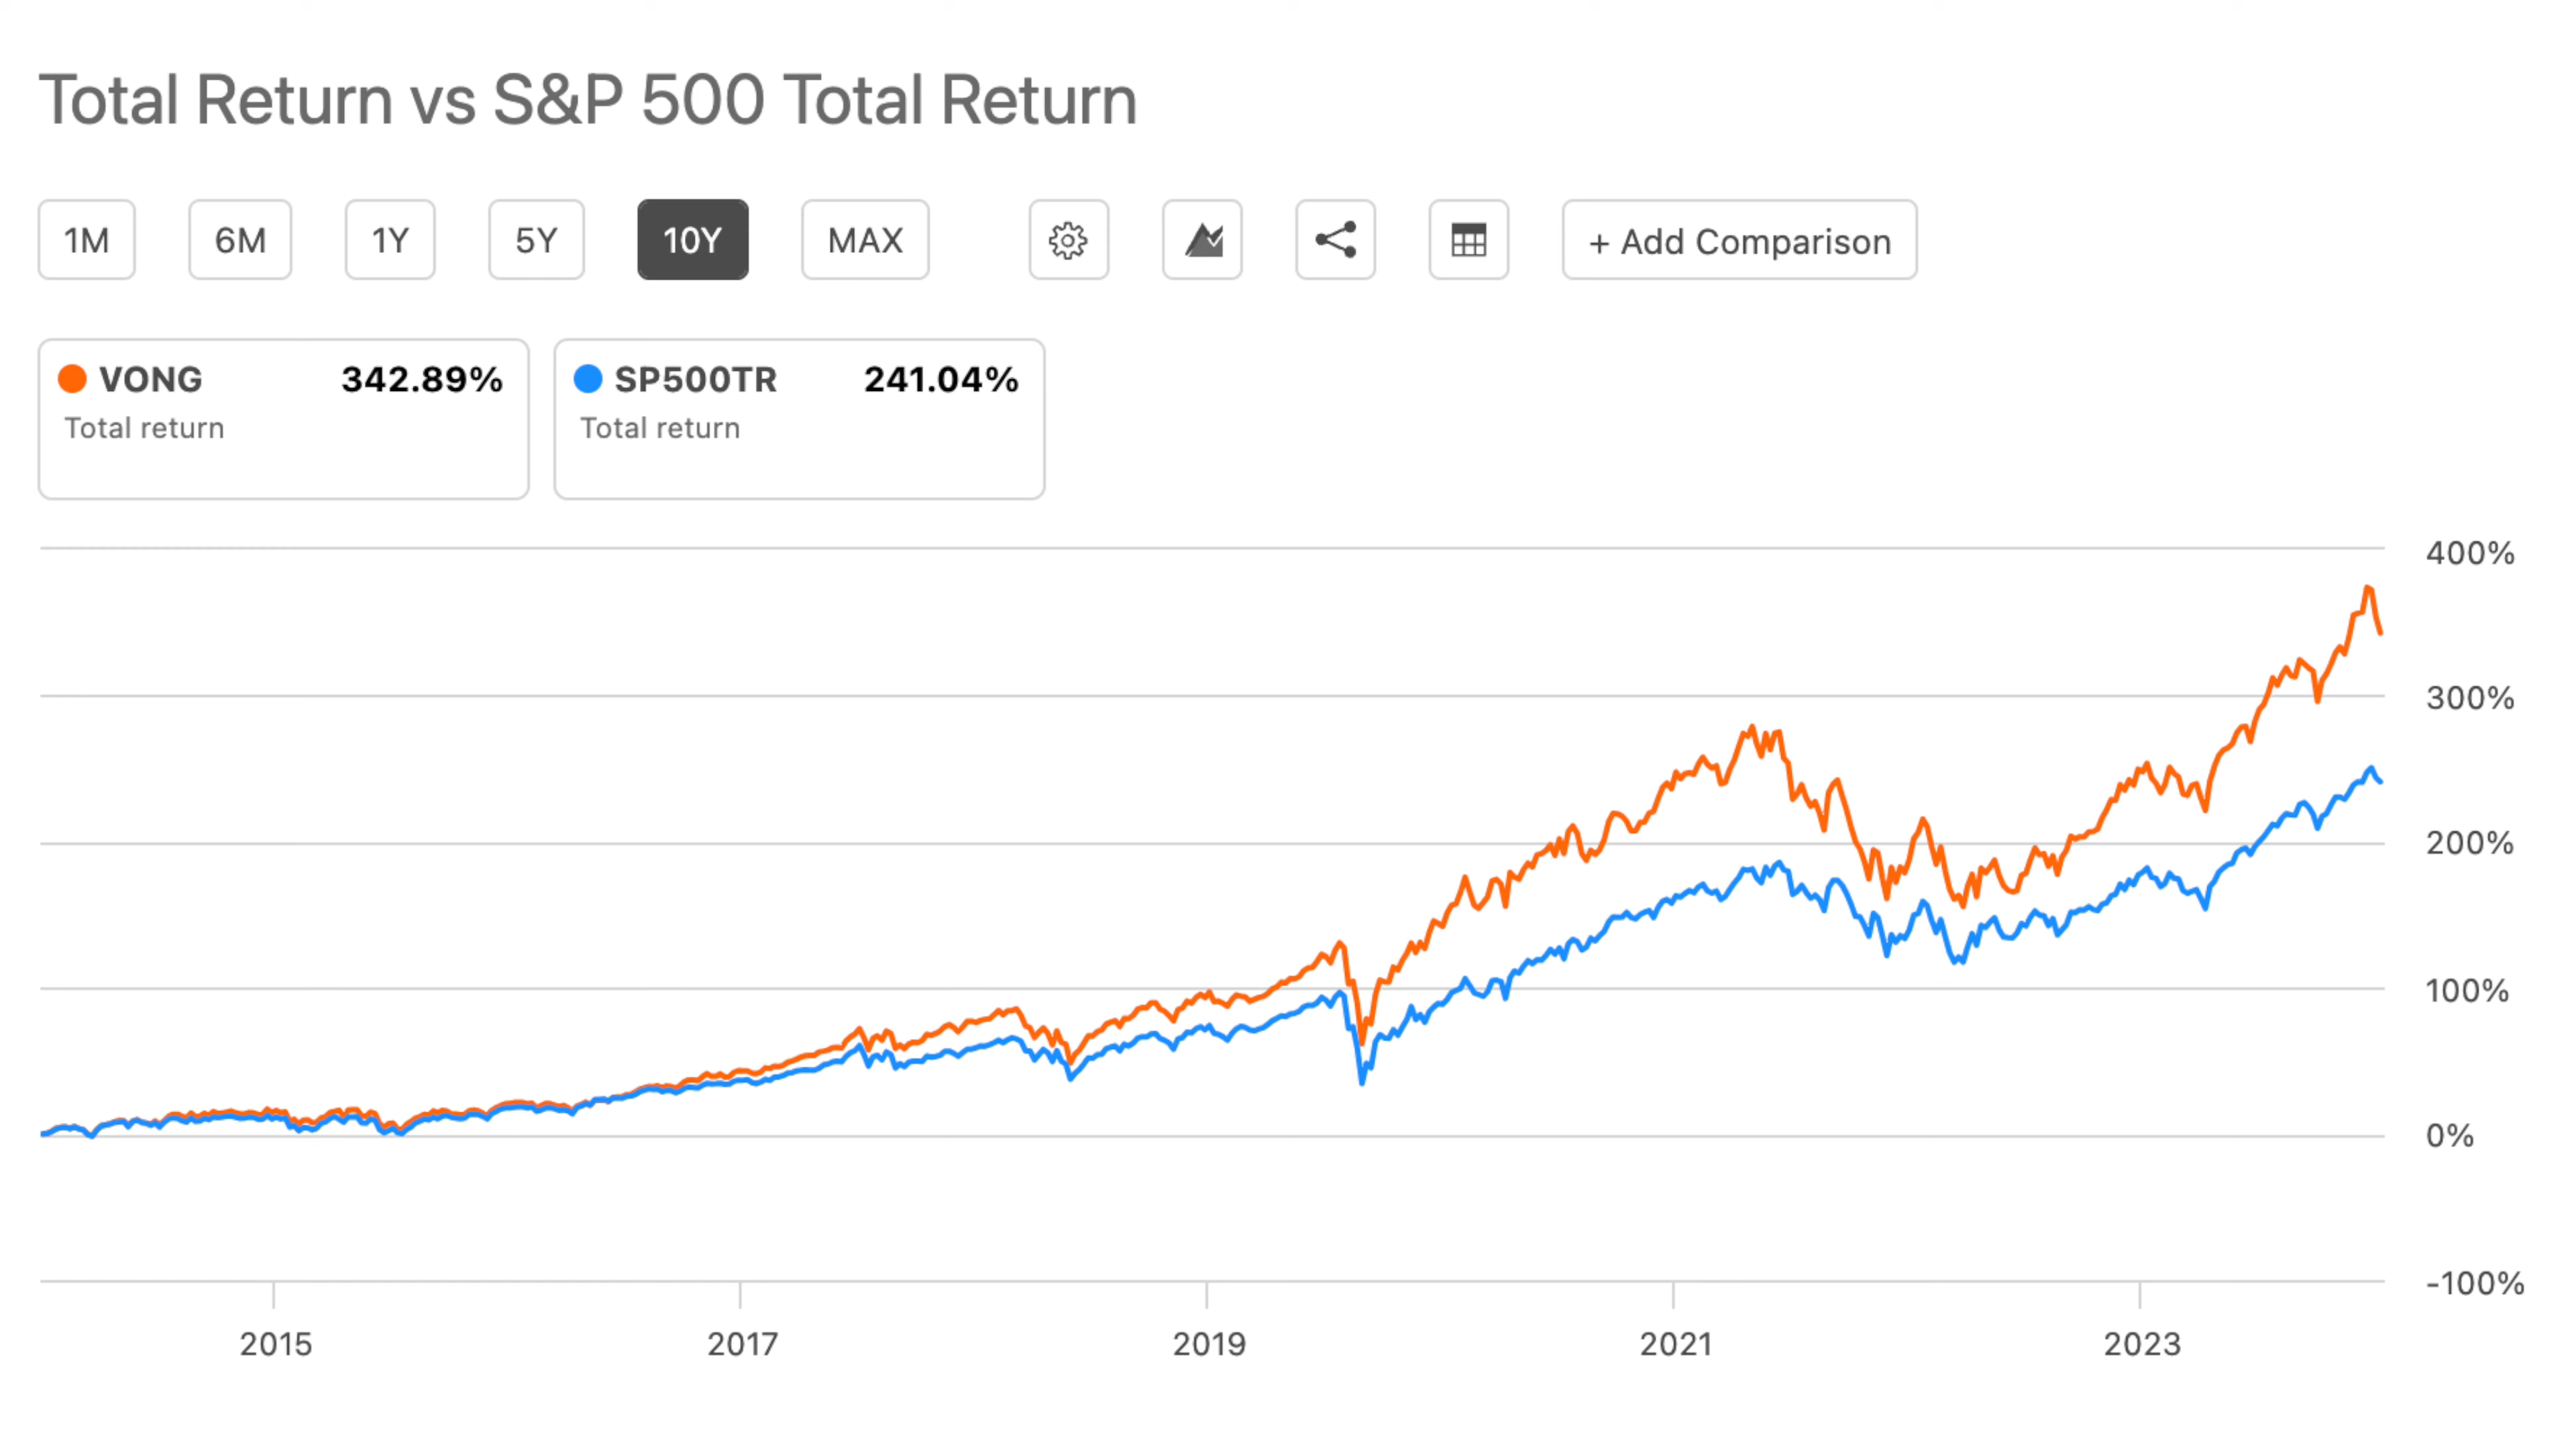 Total Return vs S&P 500 Total Return
1M 6M 1Y 5Y 10Y MAX + Add Comparison
VONG 342.89% SP500TR 241.04%
Total return Total return
400%
300%
200%
100%
0%
-100%
2015 2017 2019 2021 2023